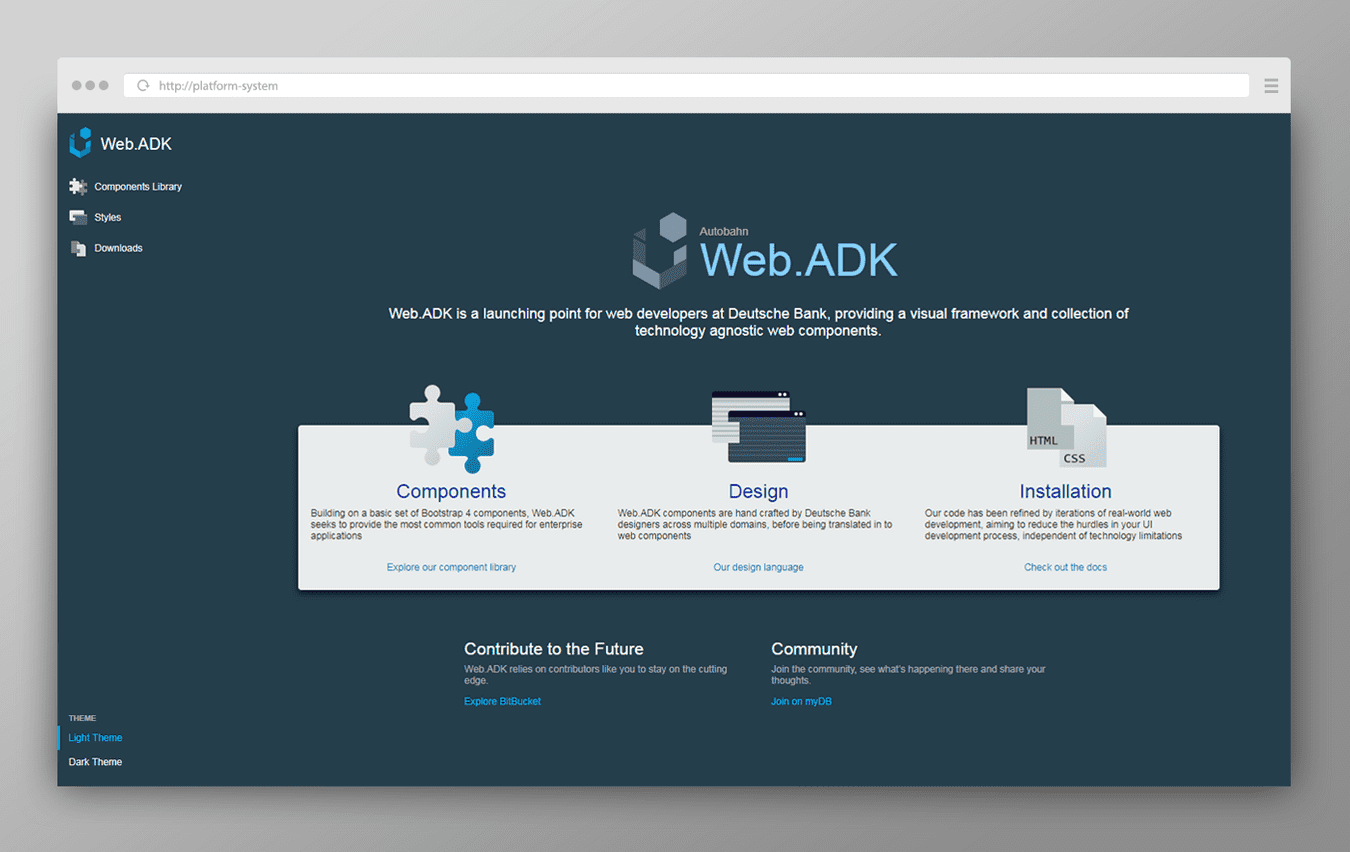 http://platform-system
Web.ADK
Components Library
Styles
Downloads
Autobahn
Web.ADK
Web.ADK is a launching point for web developers at Deutsche Bank, providing a visual framework and collection of
technology agnostic web components.
HTML
CSS
Components
Building on a basic set of Bootstrap 4 components, Web.ADK
seeks to provide the most common tools required for enterprise
applications
Explore our component library
Design
Web.ADK components are hand crafted by Deutsche Bank
designers across multiple domains, before being translated in to
web components
Our design language
Installation
Our code has been refined by iterations of real-world web
development, aiming to reduce the hurdles in your UI
development process, independent of technology limitations
Check out the docs
Contribute to the Future
Web.ADK relies on contributors like you to stay on the cutting
edge.
Explore BitBucket
Community
Join the community, see what's happening there and share your
thoughts.
Join on myDB
THEME
Light Theme
Dark Theme